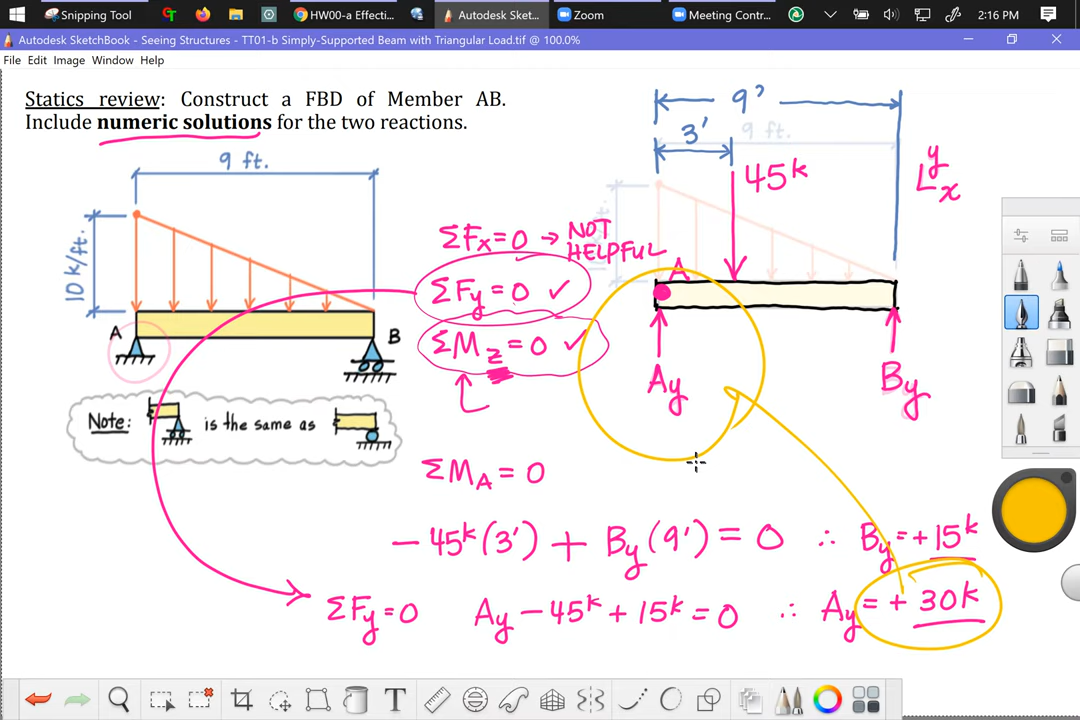 Snipping Tool
HW00-a Effecti...
Autodesk Sket...
Zoom
Meeting Contr...
2:16 PM
Autodesk SketchBook - Seeing Structures - TT01-b Simply-Supported Beam with Triangular Load.tif @ 100.0%
File Edit Image Window Help
Statics review: Construct a FBD of Member AB.
Include numeric solutions for the two reactions.
9 ft.
10 k/ft.
A
B
Note: is the same as
9'
9 ft.
3'
45k
y
x
ΣFx = 0 → NOT
HELPFUL
ΣFy = 0 ✓
ΣMz = 0 ✓
A
Ay
By
ΣMA = 0
- 45k (3') + By (9') = 0 ∴ By = + 15k
ΣFy = 0 Ay - 45k + 15k = 0 ∴ Ay = + 30k
T